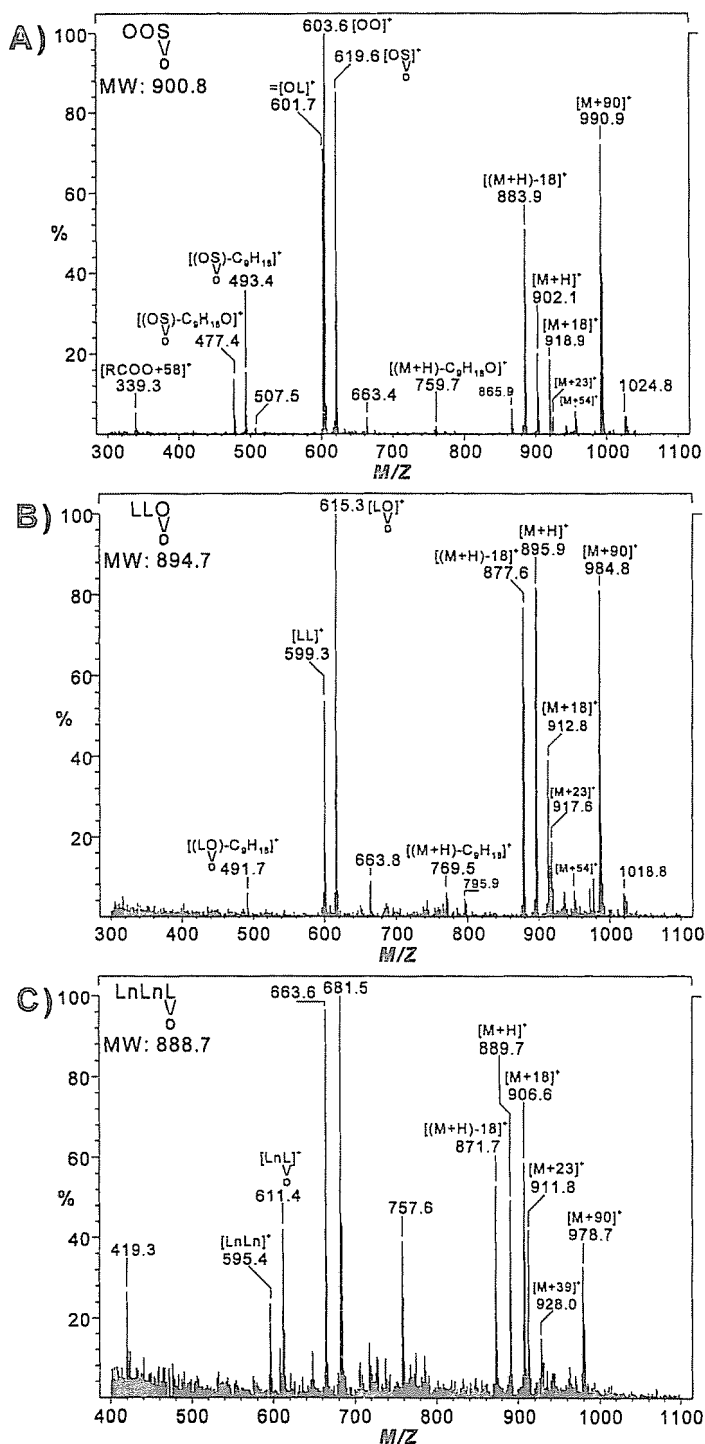 A)
OOS
V
O
MW: 900.8
603.6 [OO]⁺
619.6 [OS]⁺
V
O
=[OL]⁺
601.7
[M+90]⁺
990.9
[(M+H)-18]⁺
883.9
[(OS)-C₉H₁₈]⁺
V 493.4
O
[M+H]⁺
902.1
[(OS)-C₉H₁₈O]⁺
V
O
477.4
[M+18]⁺
918.9
[RCOO+58]⁺
339.3
507.5
663.4
[(M+H)-C₉H₁₈O]⁺
759.7
865.9
[M+23]⁺
[M+54]⁺
1024.8
100
80
60
%
40
20
300 400 500 600 700 800 900 1000 1100
M/Z
B)
LLO
V
O
MW: 894.7
615.3 [LO]⁺
V
O
[M+H]⁺
895.9
[(M+H)-18]⁺
877.6
[M+90]⁺
984.8
[LL]⁺
599.3
[M+18]⁺
912.8
[M+23]⁺
917.6
[(LO)-C₉H₁₈]⁺
V 491.7
O
663.8
[(M+H)-C₉H₁₈]⁺
769.5
795.9
[M+54]⁺
1018.8
100
80
60
%
40
20
300 400 500 600 700 800 900 1000 1100
M/Z
C)
LnLnL
V
O
MW: 888.7
663.6
681.5
[M+H]⁺
889.7
[M+18]⁺
906.6
[(M+H)-18]⁺
871.7
[LnL]⁺
V
O
611.4
[M+23]⁺
911.8
[LnLn]⁺
595.4
757.6
[M+90]⁺
978.7
419.3
[M+39]⁺
928.0
100
80
60
%
40
20
400 500 600 700 800 900 1000 1100
M/Z